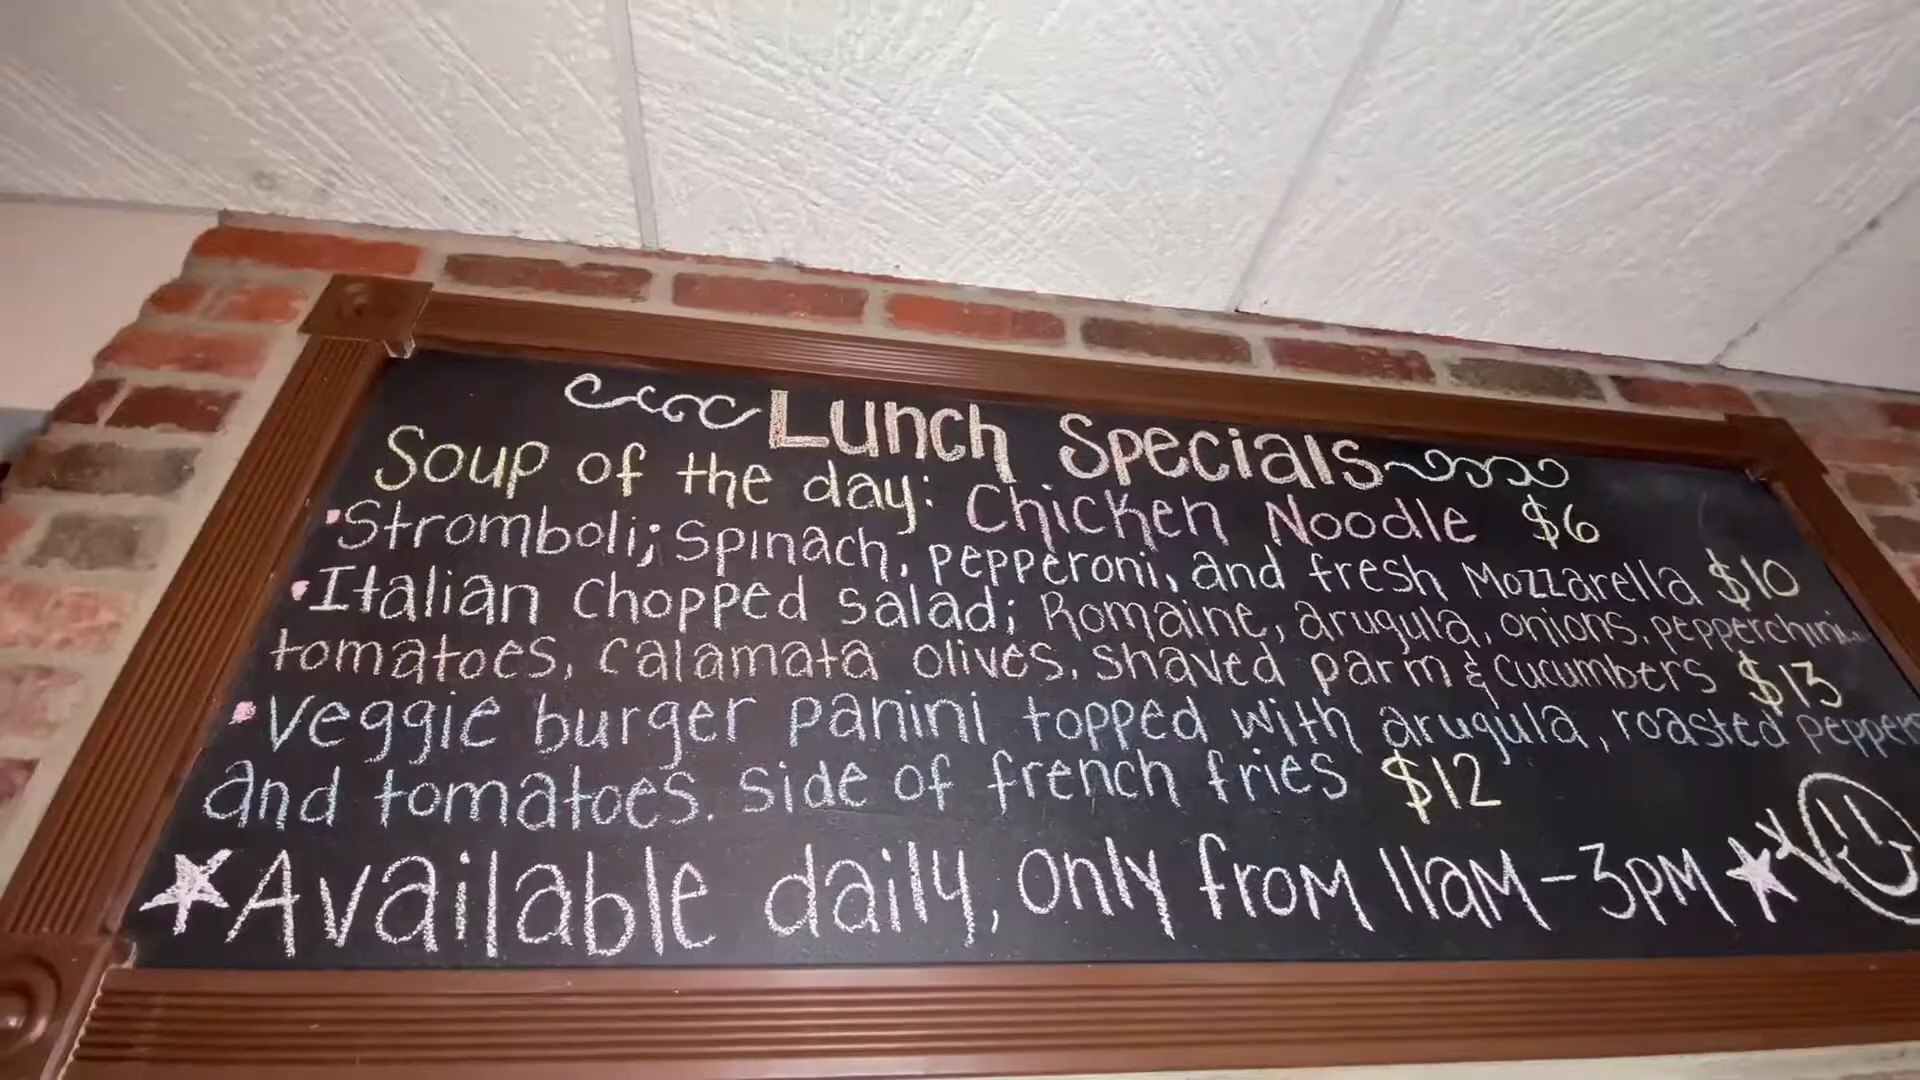 Lunch Specials
Soup of the day: Chicken Noodle $6
•Stromboli; Spinach, pepperoni, and fresh Mozzarella $10
•Italian Chopped Salad; Romaine, arugula, onions, pepperchini
tomatoes, calamata olives, shaved parm & cucumbers $13
•Veggie burger panini topped with arugula, roasted peppers
and tomatoes. side of french fries $12
Available daily, only from 11am-3pm